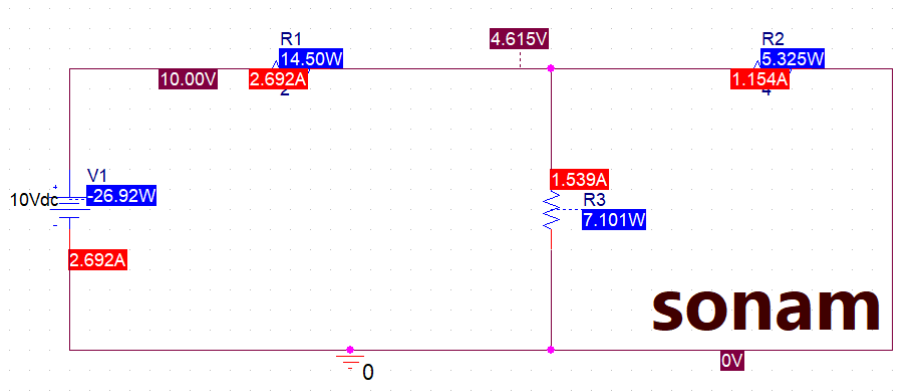 R1
14.50W
4.615V
R2
5.325W
10.00V
2.692A
2
1.154A
4
V1
10Vdc
-26.92W
1.539A
R3
7.101W
2.692A
sonam
0
0V